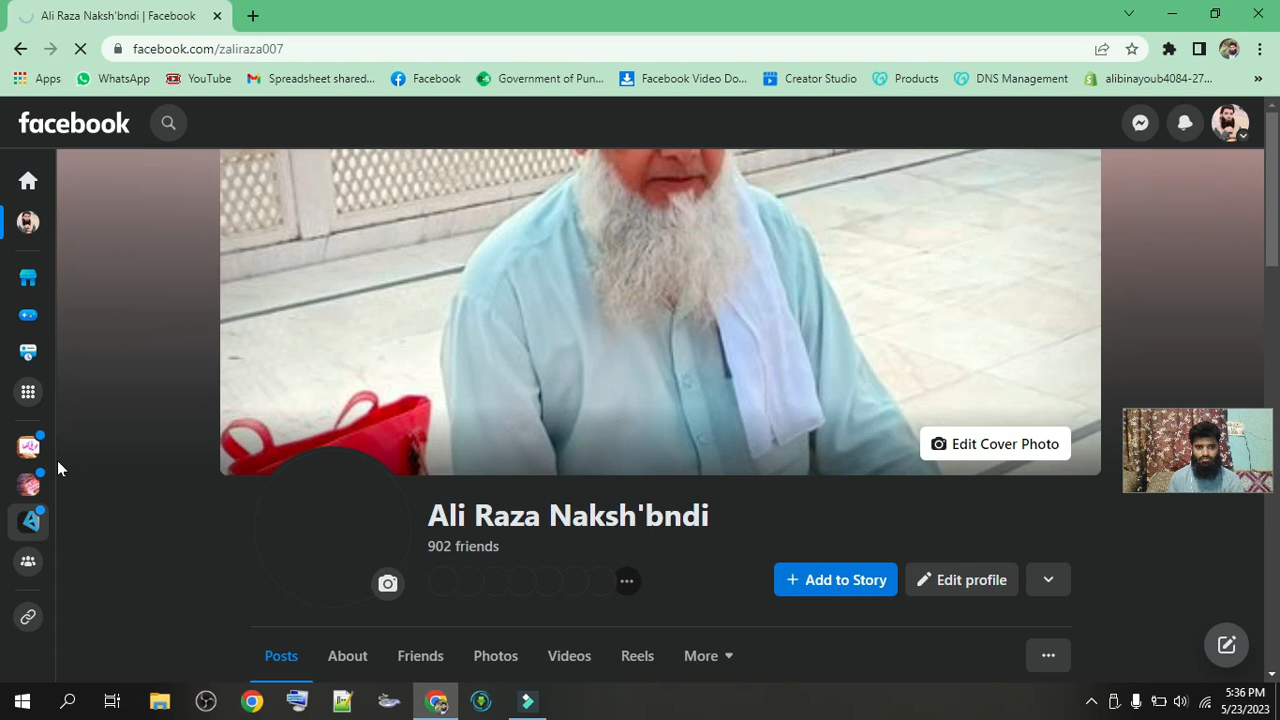 Ali Raza Naksh'bndi | Facebook
facebook.com/zaliraza007
Apps
WhatsApp
YouTube
Spreadsheet shared...
Facebook
Government of Pun...
Facebook Video Do...
Creator Studio
Products
DNS Management
alibinayoub4084-27...
»
facebook
Edit Cover Photo
Ali Raza Naksh'bndi
902 friends
+ Add to Story
Edit profile
Posts
About
Friends
Photos
Videos
Reels
More
5:36 PM
5/23/2023